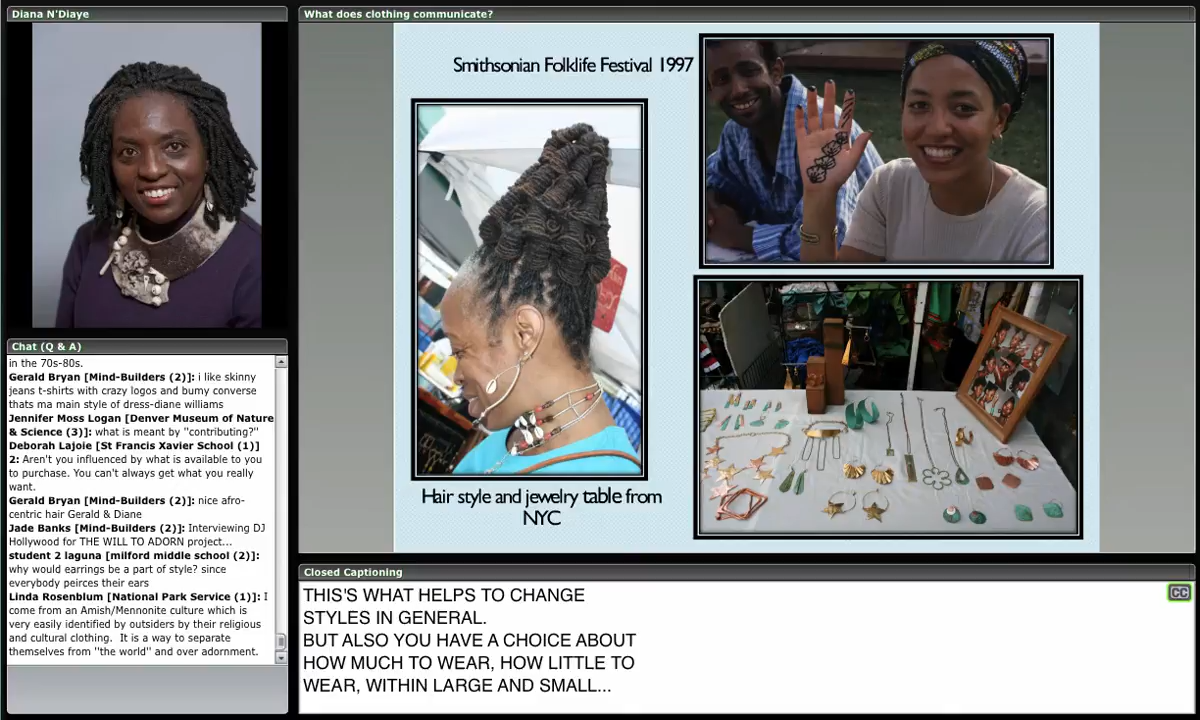 Diana N'Diaye
What does clothing communicate?
Smithsonian Folklife Festival 1997
Hair style and jewelry table from
NYC
Chat (Q & A)
in the 70s-80s.
Gerald Bryan [Mind-Builders (2)]: i like skinny
jeans t-shirts with crazy logos and bumy converse
thats ma main style of dress-diane williams
Jennifer Moss Logan [Denver Museum of Nature
& Science (3)]: what is meant by "contributing?"
Deborah Lajoie [St Francis Xavier School (1)]
2: Aren't you influenced by what is available to you
to purchase. You can't always get what you really
want.
Gerald Bryan [Mind-Builders (2)]: nice afro-
centric hair Gerald & Diane
Jade Banks [Mind-Builders (2)]: Interviewing DJ
Hollywood for THE WILL TO ADORN project...
student 2 laguna [milford middle school (2)]:
why would earrings be a part of style? since
everybody peirces their ears
Linda Rosenblum [National Park Service (1)]: I
come from an Amish/Mennonite culture which is
very easily identified by outsiders by their religious
and cultural clothing. It is a way to separate
themselves from "the world" and over adornment.
Closed Captioning
CC
THIS'S WHAT HELPS TO CHANGE
STYLES IN GENERAL.
BUT ALSO YOU HAVE A CHOICE ABOUT
HOW MUCH TO WEAR, HOW LITTLE TO
WEAR, WITHIN LARGE AND SMALL...